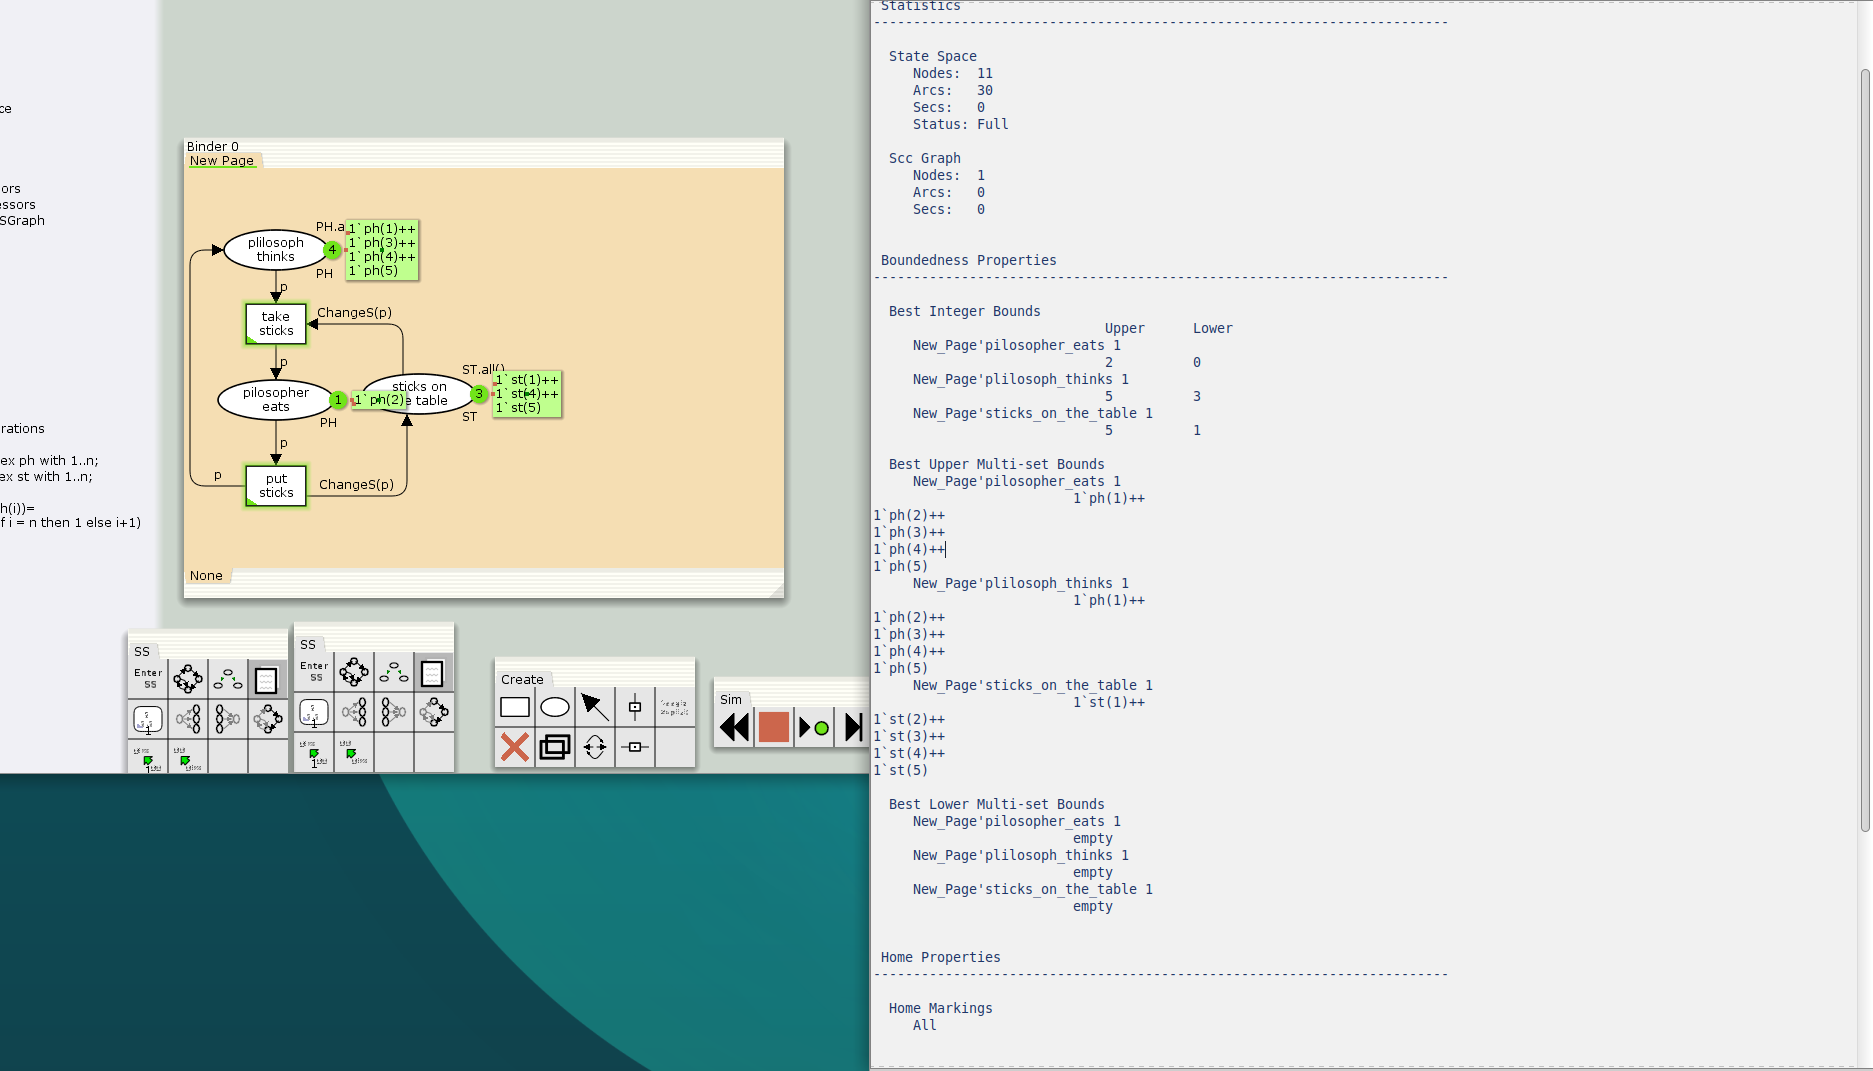 ce
ors
essors
SGraph
rations
ex ph with 1..n;
ex st with 1..n;
h(i))=
f i = n then 1 else i+1)
Binder 0
New Page
PH.a
1`ph(1)++
1`ph(3)++
1`ph(4)++
1`ph(5)
plilosoph
thinks
4
PH
p
take
sticks
ChangeS(p)
p
ST.all()
1`st(1)++
1`st(4)++
1`st(5)
pilosopher
eats
1
1`ph(2)
sticks on
e table
3
PH
ST
p
p
put
sticks
ChangeS(p)
None
SS
Enter
SS
1
1
SS
Enter
SS
1
1
Create
Sim
Statistics
------------------------------------------------------------------------
State Space
Nodes: 11
Arcs: 30
Secs: 0
Status: Full
Scc Graph
Nodes: 1
Arcs: 0
Secs: 0
Boundedness Properties
------------------------------------------------------------------------
Best Integer Bounds
Upper Lower
New_Page'pilosopher_eats 1
2 0
New_Page'plilosoph_thinks 1
5 3
New_Page'sticks_on_the_table 1
5 1
Best Upper Multi-set Bounds
New_Page'pilosopher_eats 1
1`ph(1)++
1`ph(2)++
1`ph(3)++
1`ph(4)++
1`ph(5)
New_Page'plilosoph_thinks 1
1`ph(1)++
1`ph(2)++
1`ph(3)++
1`ph(4)++
1`ph(5)
New_Page'sticks_on_the_table 1
1`st(1)++
1`st(2)++
1`st(3)++
1`st(4)++
1`st(5)
Best Lower Multi-set Bounds
New_Page'pilosopher_eats 1
empty
New_Page'plilosoph_thinks 1
empty
New_Page'sticks_on_the_table 1
empty
Home Properties
------------------------------------------------------------------------
Home Markings
All